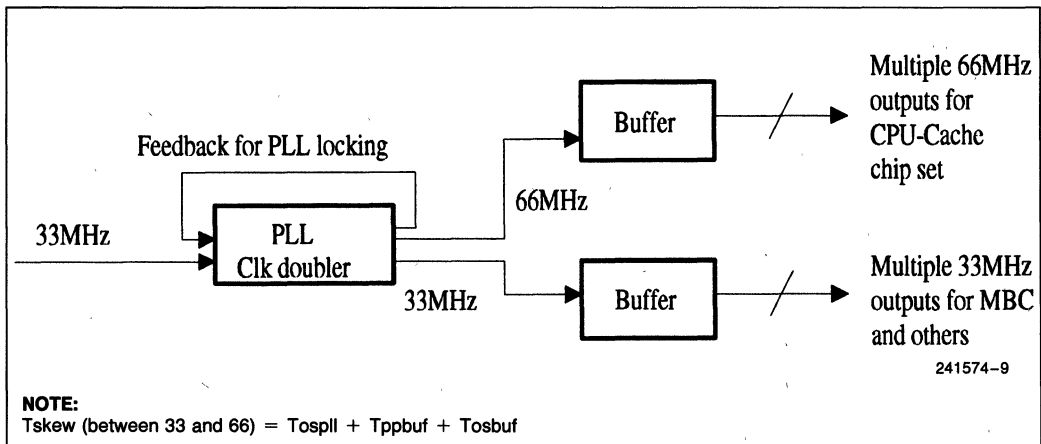 Feedback for PLL locking
33MHz
PLL
Clk doubler
66MHz
33MHz
Buffer
Buffer
Multiple 66MHz
outputs for
CPU-Cache
chip set
Multiple 33MHz
outputs for MBC
and others
241574-9
NOTE:
Tskew (between 33 and 66) = Tospll + Tppbuf + Tosbuf